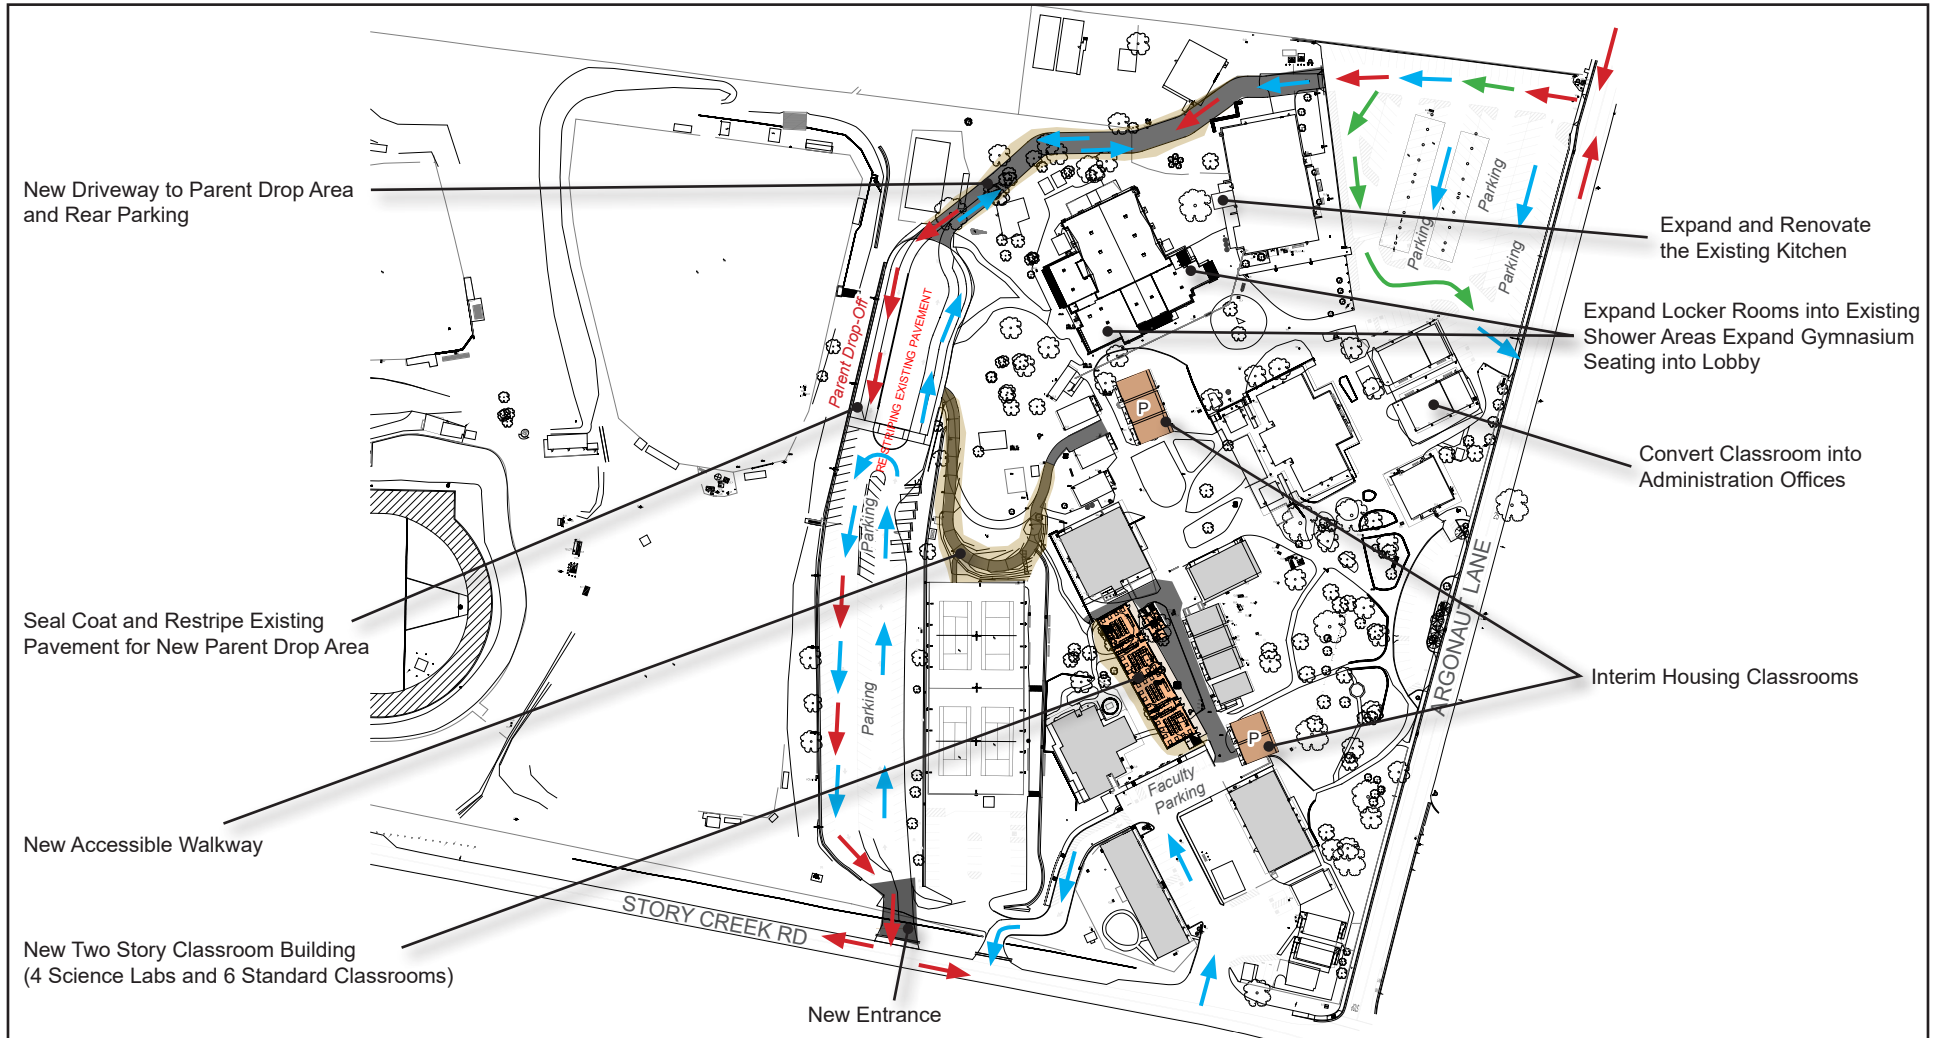 New Driveway to Parent Drop Area
and Rear Parking
Parking
Parking
Parking
Expand and Renovate
the Existing Kitchen
Expand Locker Rooms into Existing
Shower Areas Expand Gymnasium
Seating into Lobby
Parent Drop-Off
RESTRIPING EXISTING PAVEMENT
P
Convert Classroom into
Administration Offices
Parking
Seal Coat and Restripe Existing
Pavement for New Parent Drop Area
ARGONAUT LANE
Interim Housing Classrooms
Parking
P
Faculty
Parking
New Accessible Walkway
STORY CREEK RD
New Two Story Classroom Building
(4 Science Labs and 6 Standard Classrooms)
New Entrance